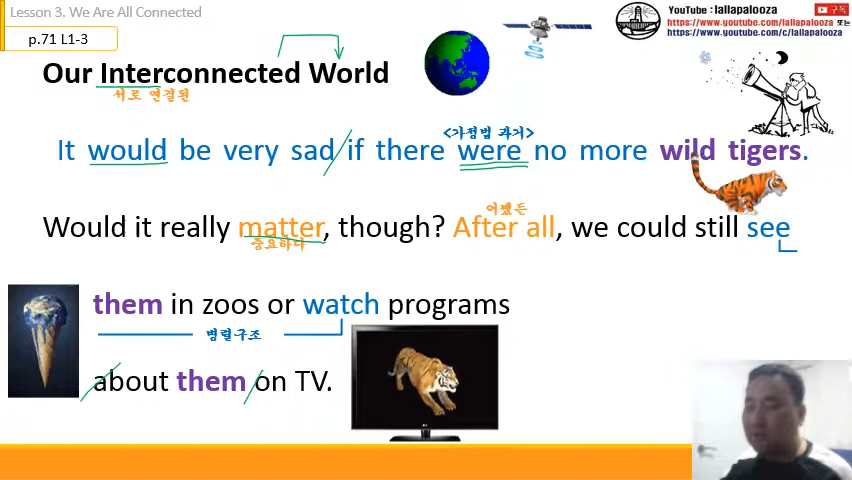 Lesson 3. We Are All Connected
p.71 L1-3
YouTube : lallapalooza 구독
https://www.youtube.com/lallapalooza 또는
https://www.youtube.com/c/lallapalooza
Our Interconnected World
서로 연결된
<가정법 과거>
It would be very sad if there were no more wild tigers.
어쨌든
Would it really matter, though? After all, we could still see
중요하다
them in zoos or watch programs
병렬구조
about them on TV.